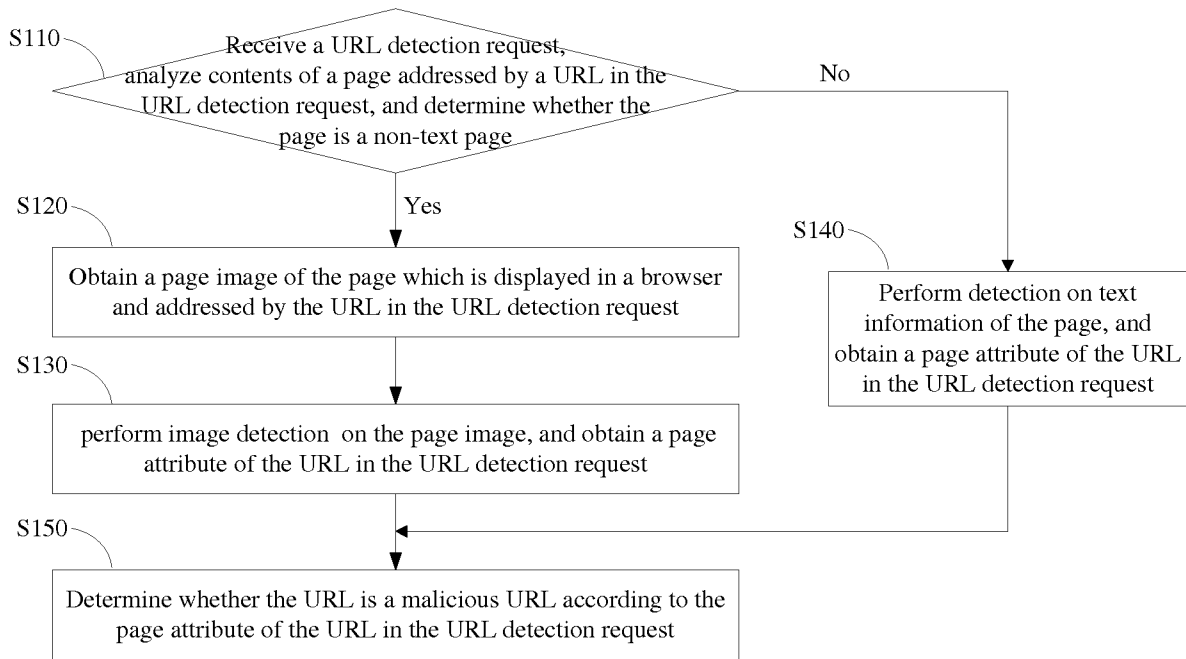 S110
Receive a URL detection request,
analyze contents of a page addressed by a URL in the
URL detection request, and determine whether the
page is a non-text page
No
Yes
S120
Obtain a page image of the page which is displayed in a browser
and addressed by the URL in the URL detection request
S140
Perform detection on text
information of the page, and
obtain a page attribute of the URL
in the URL detection request
S130
perform image detection on the page image, and obtain a page
attribute of the URL in the URL detection request
S150
Determine whether the URL is a malicious URL according to the
page attribute of the URL in the URL detection request